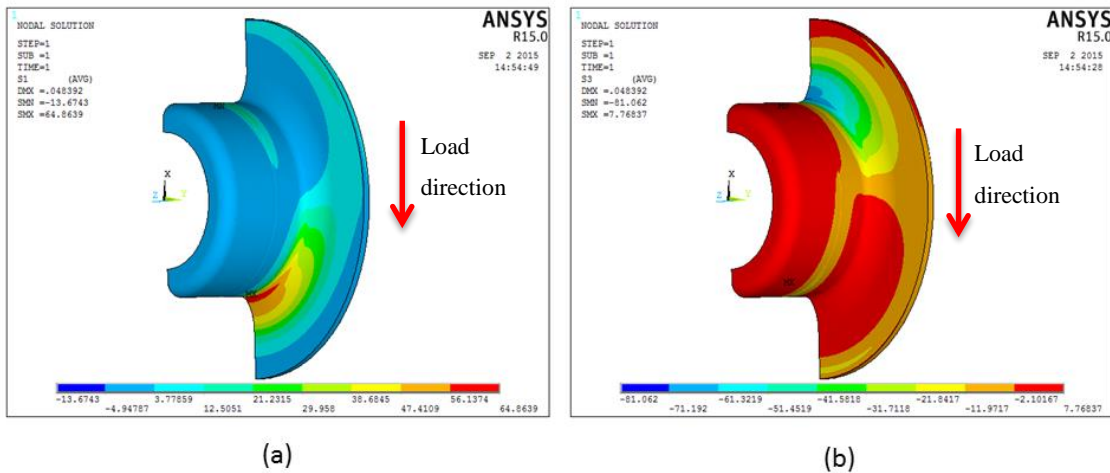 1
NODAL SOLUTION
STEP=1
SUB =1
TIME=1
S1 (AVG)
DMX =.048392
SMN =-13.6743
SMX =64.8639
ANSYS
R15.0
SEP 2 2015
14:54:49
Load
direction
X
Z
Y
MN
MX
-13.6743 3.77859 21.2315 38.6845 56.1374
-4.94787 12.5051 29.958 47.4109 64.8639
(a)
1
NODAL SOLUTION
STEP=1
SUB =1
TIME=1
S3 (AVG)
DMX =.048392
SMN =-81.062
SMX =7.76837
ANSYS
R15.0
SEP 2 2015
14:54:28
Load
direction
X
Z
Y
MX
-81.062 -61.3219 -41.5818 -21.8417 -2.10167
-71.192 -51.4519 -31.7118 -11.9717 7.76837
(b)